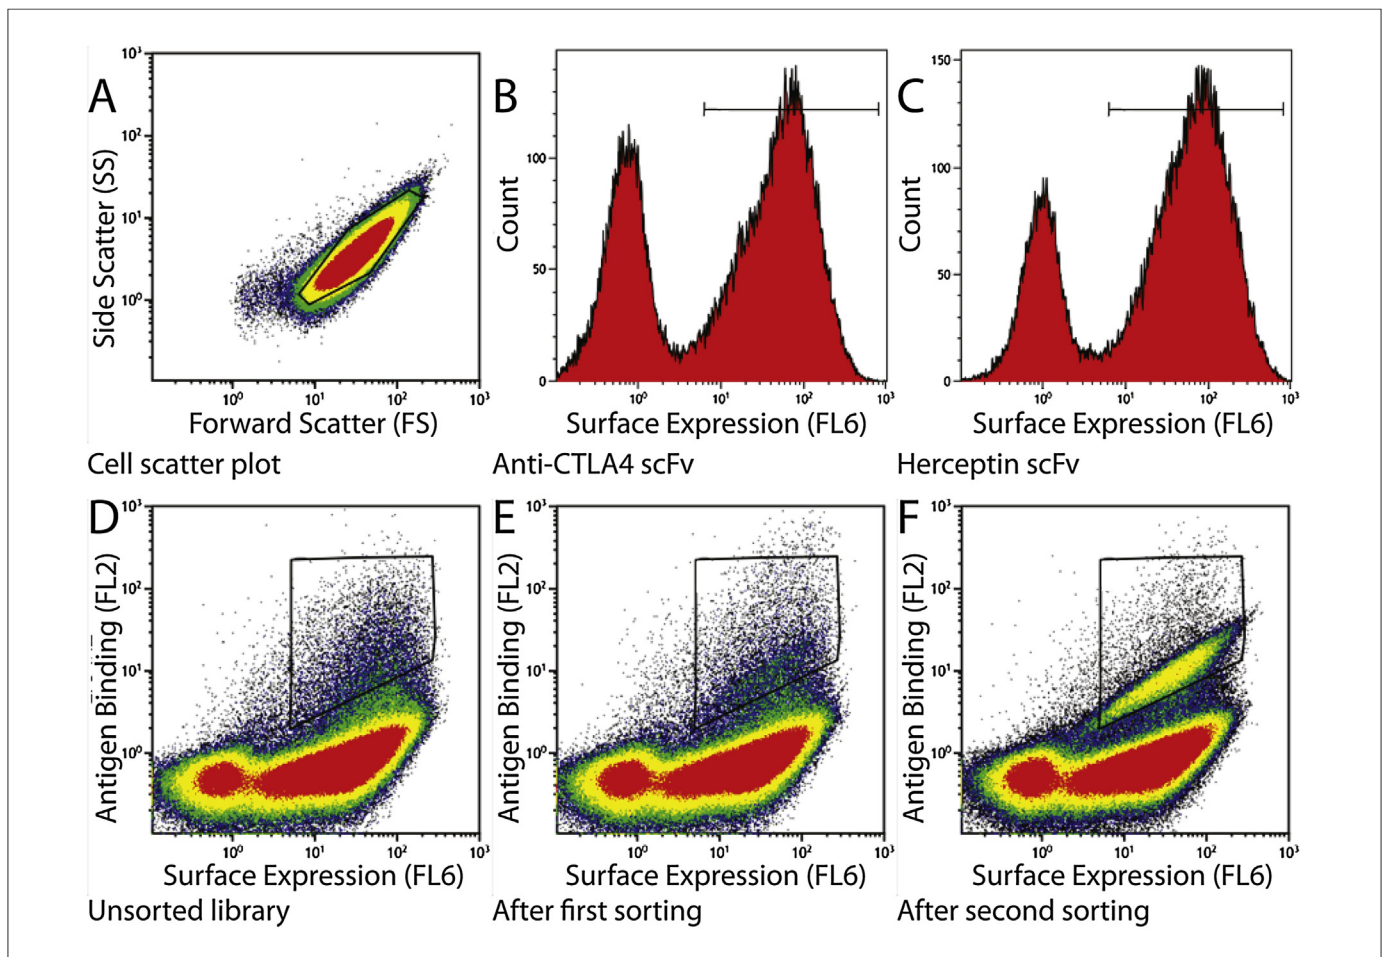 A
10³
10²
10¹
10⁰
Side Scatter (SS)
10⁰ 10¹ 10² 10³
Forward Scatter (FS)
Cell scatter plot
B
100
50
0
Count
10⁰ 10¹ 10² 10³
Surface Expression (FL6)
Anti-CTLA4 scFv
C
150
100
50
0
Count
10⁰ 10¹ 10² 10³
Surface Expression (FL6)
Herceptin scFv
D
10³
10²
10¹
10⁰
Antigen Binding (FL2)
10⁰ 10¹ 10² 10³
Surface Expression (FL6)
Unsorted library
E
10³
10²
10¹
10⁰
Antigen Binding (FL2)
10⁰ 10¹ 10² 10³
Surface Expression (FL6)
After first sorting
F
10³
10²
10¹
10⁰
Antigen Binding (FL2)
10⁰ 10¹ 10² 10³
Surface Expression (FL6)
After second sorting